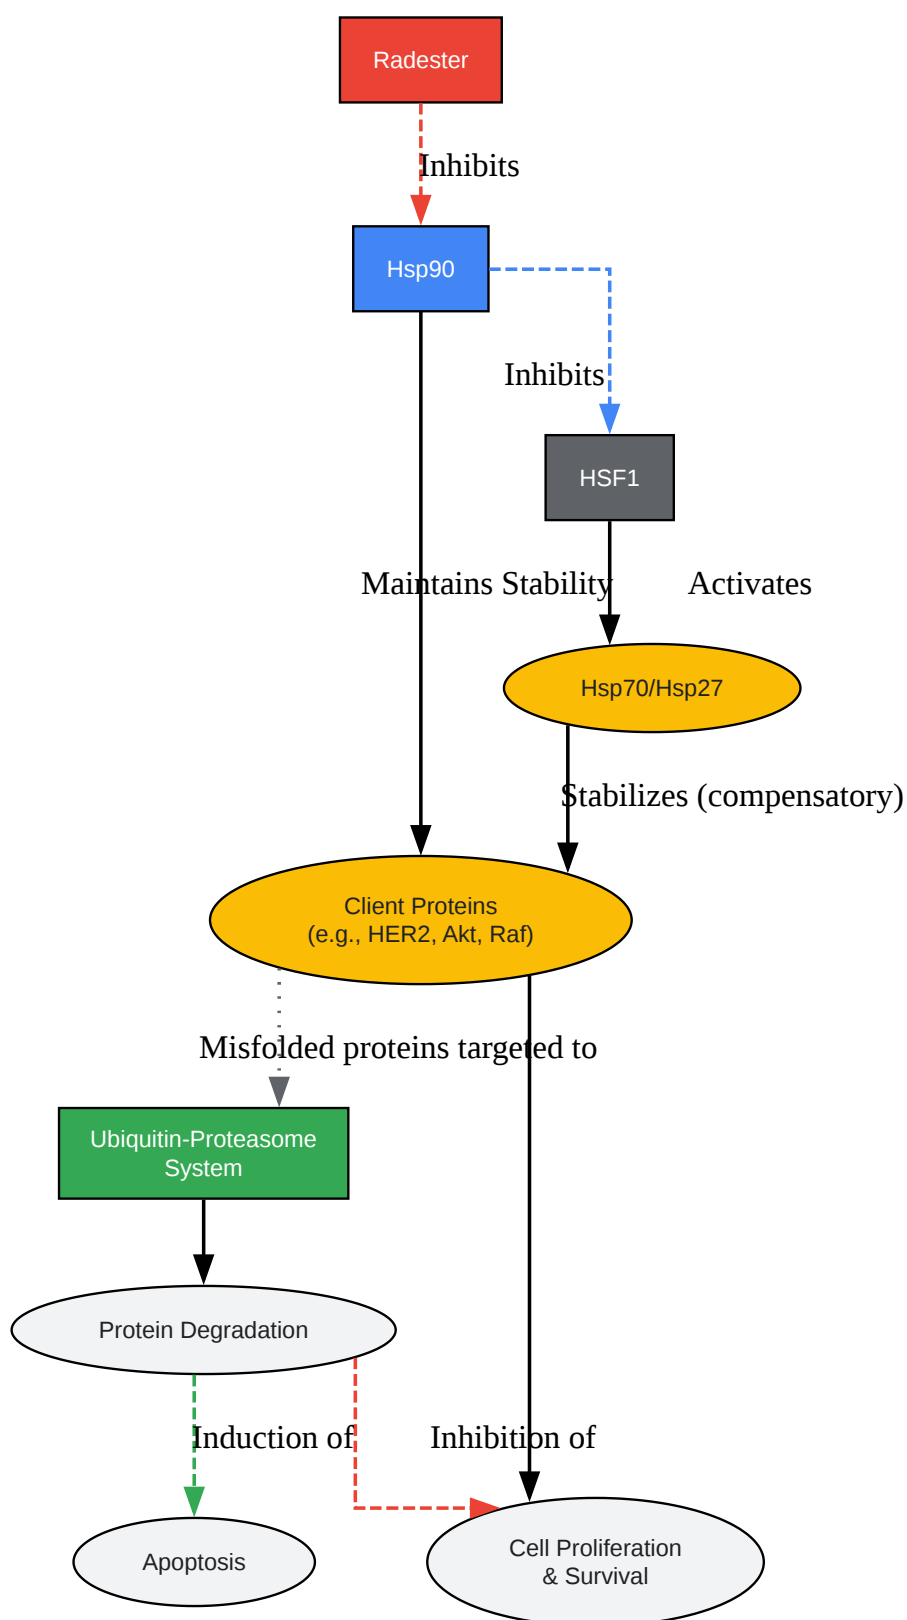 Radester
Inhibits
Hsp90
Inhibits
HSF1
Maintains Stability
Activates
Hsp70/Hsp27
Stabilizes (compensatory)
Client Proteins
(e.g., HER2, Akt, Raf)
Misfolded proteins targeted to
Ubiquitin-Proteasome
System
Protein Degradation
Induction of
Inhibition of
Apoptosis
Cell Proliferation
& Survival